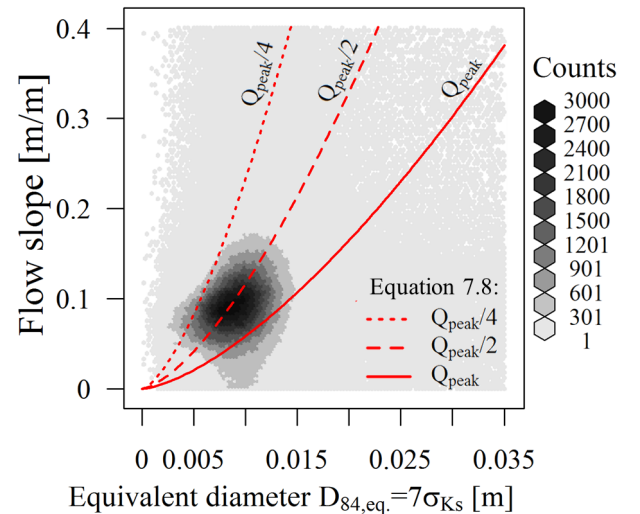 0.4
0.3
0.2
0.1
0
Flow slope [m/m]
Qpeak/4
Qpeak/2
Qpeak
Counts
3000
2700
2400
2100
1800
1500
1201
901
601
301
1
Equation 7.8:
Qpeak/4
Qpeak/2
Qpeak
0 0.005 0.015 0.025 0.035
Equivalent diameter D84,eq.=7σKs [m]